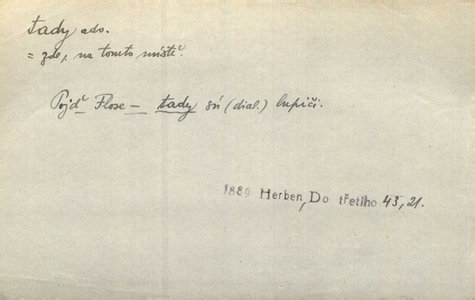 tady adv.
= zde, na tomto místě.
Pojď Flose — tady sú (dial.) lupiči.
1889 Herben, Do třetího 43, 21.